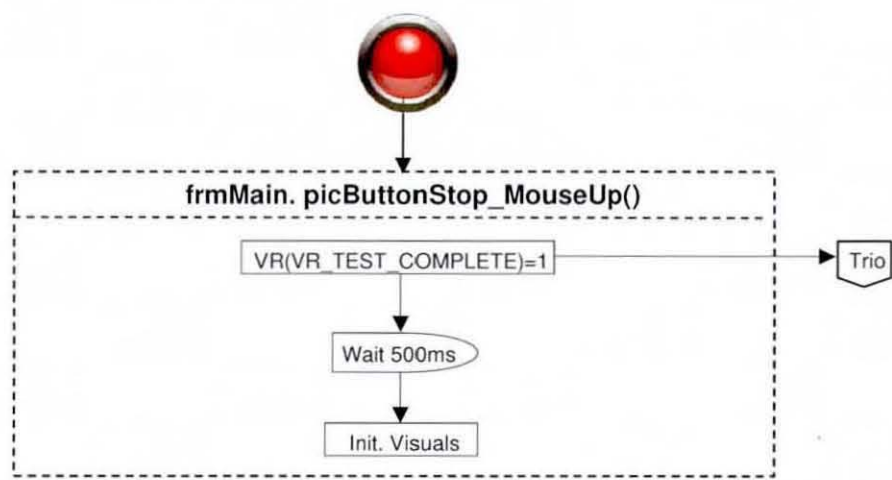 frmMain. picButtonStop_MouseUp()
VR(VR_TEST_COMPLETE)=1
Trio
Wait 500ms
Init. Visuals